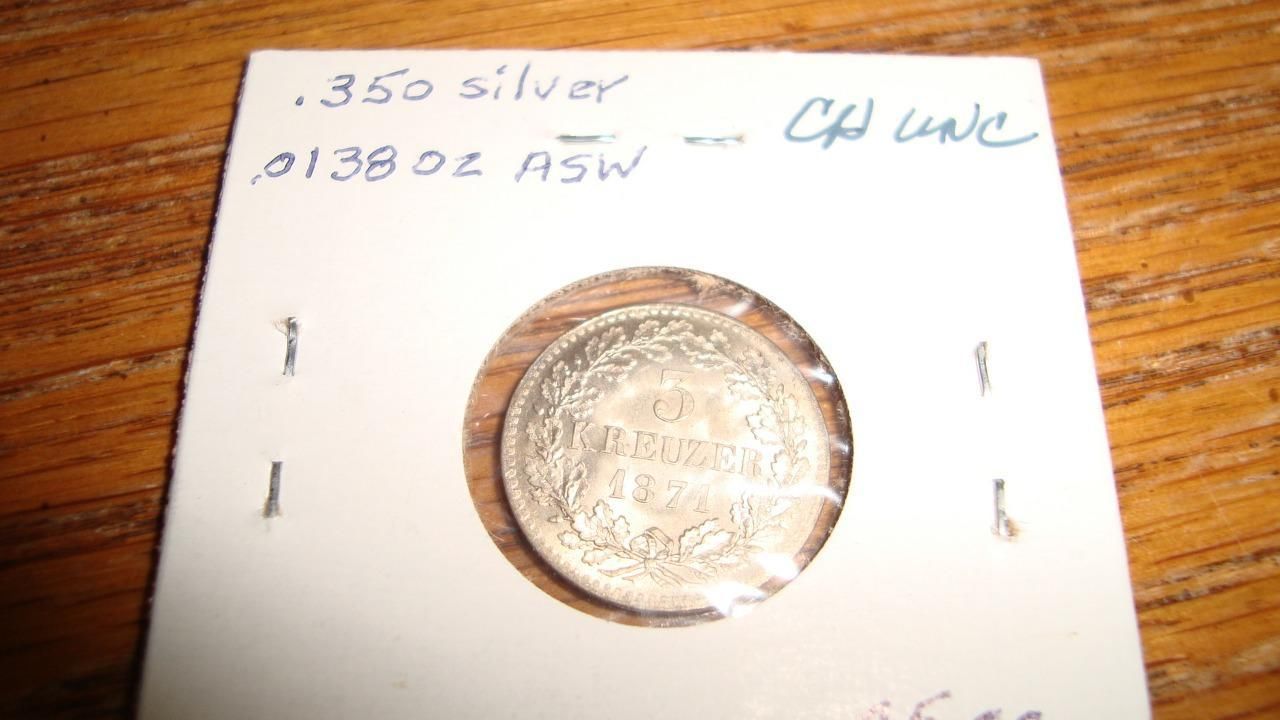 .350 silver
CH UNC
.0138 oz ASW
3
KREUZER
1871